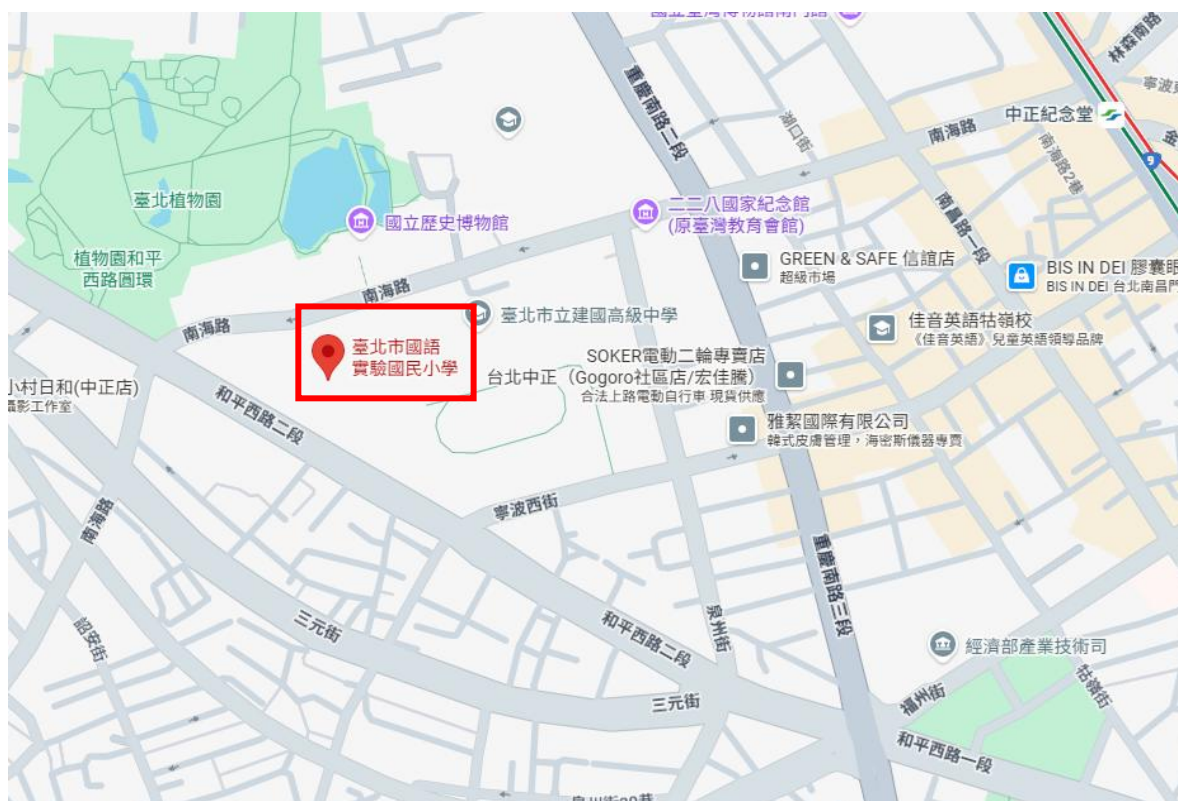 國立臺灣博物館南門館
林森南路
重慶南路二段
湖口街
南海路
中正紀念堂
9
南海路2巷
臺北植物園
國立歷史博物館
二二八國家紀念館
(原臺灣教育會館)
南昌路一段
植物園和平
西路圓環
GREEN & SAFE 信誼店
超級市場
BIS IN DEI 膠囊
BIS IN DEI 台北南昌門
南海路
南海路
臺北市立建國高級中學
佳音英語牯嶺校
《佳音英語》兒童英語領導品牌
臺北市國語
實驗國民小學
SOKER電動二輪專賣店
台北中正（Gogoro社區店/宏佳騰）
合法上路電動自行車 現貨供應
小村日和(中正店)
攝影工作室
和平西路二段
雅絜國際有限公司
韓式皮膚管理，海密斯儀器專賣
寧波西街
南海路
重慶南路三段
三元街
和平西路二段
泉州街
詔安街
經濟部產業技術司
牯嶺街
福州街
三元街
和平西路一段